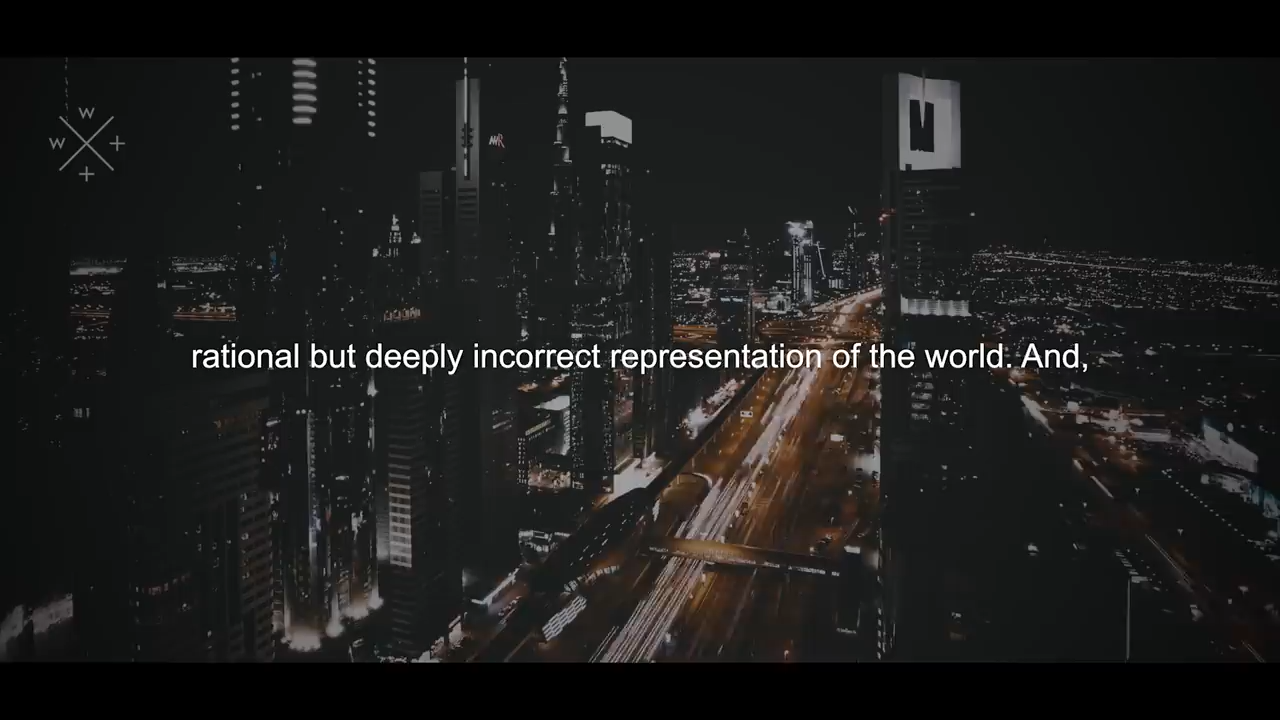 W
W +
+
rational but deeply incorrect representation of the world. And,